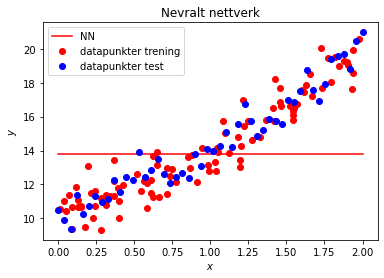 Nevralt nettverk
NN
datapunkter trening
datapunkter test
20
18
16
14
12
10
y
0.00 0.25 0.50 0.75 1.00 1.25 1.50 1.75 2.00
x